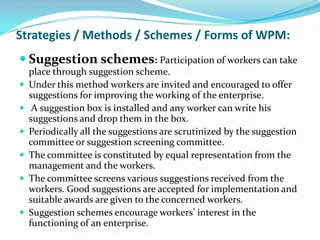 Strategies / Methods / Schemes / Forms of WPM:
Suggestion schemes: Participation of workers can take
place through suggestion scheme.
Under this method workers are invited and encouraged to offer
suggestions for improving the working of the enterprise.
A suggestion box is installed and any worker can write his
suggestions and drop them in the box.
Periodically all the suggestions are scrutinized by the suggestion
committee or suggestion screening committee.
The committee is constituted by equal representation from the
management and the workers.
The committee screens various suggestions received from the
workers. Good suggestions are accepted for implementation and
suitable awards are given to the concerned workers.
Suggestion schemes encourage workers' interest in the
functioning of an enterprise.